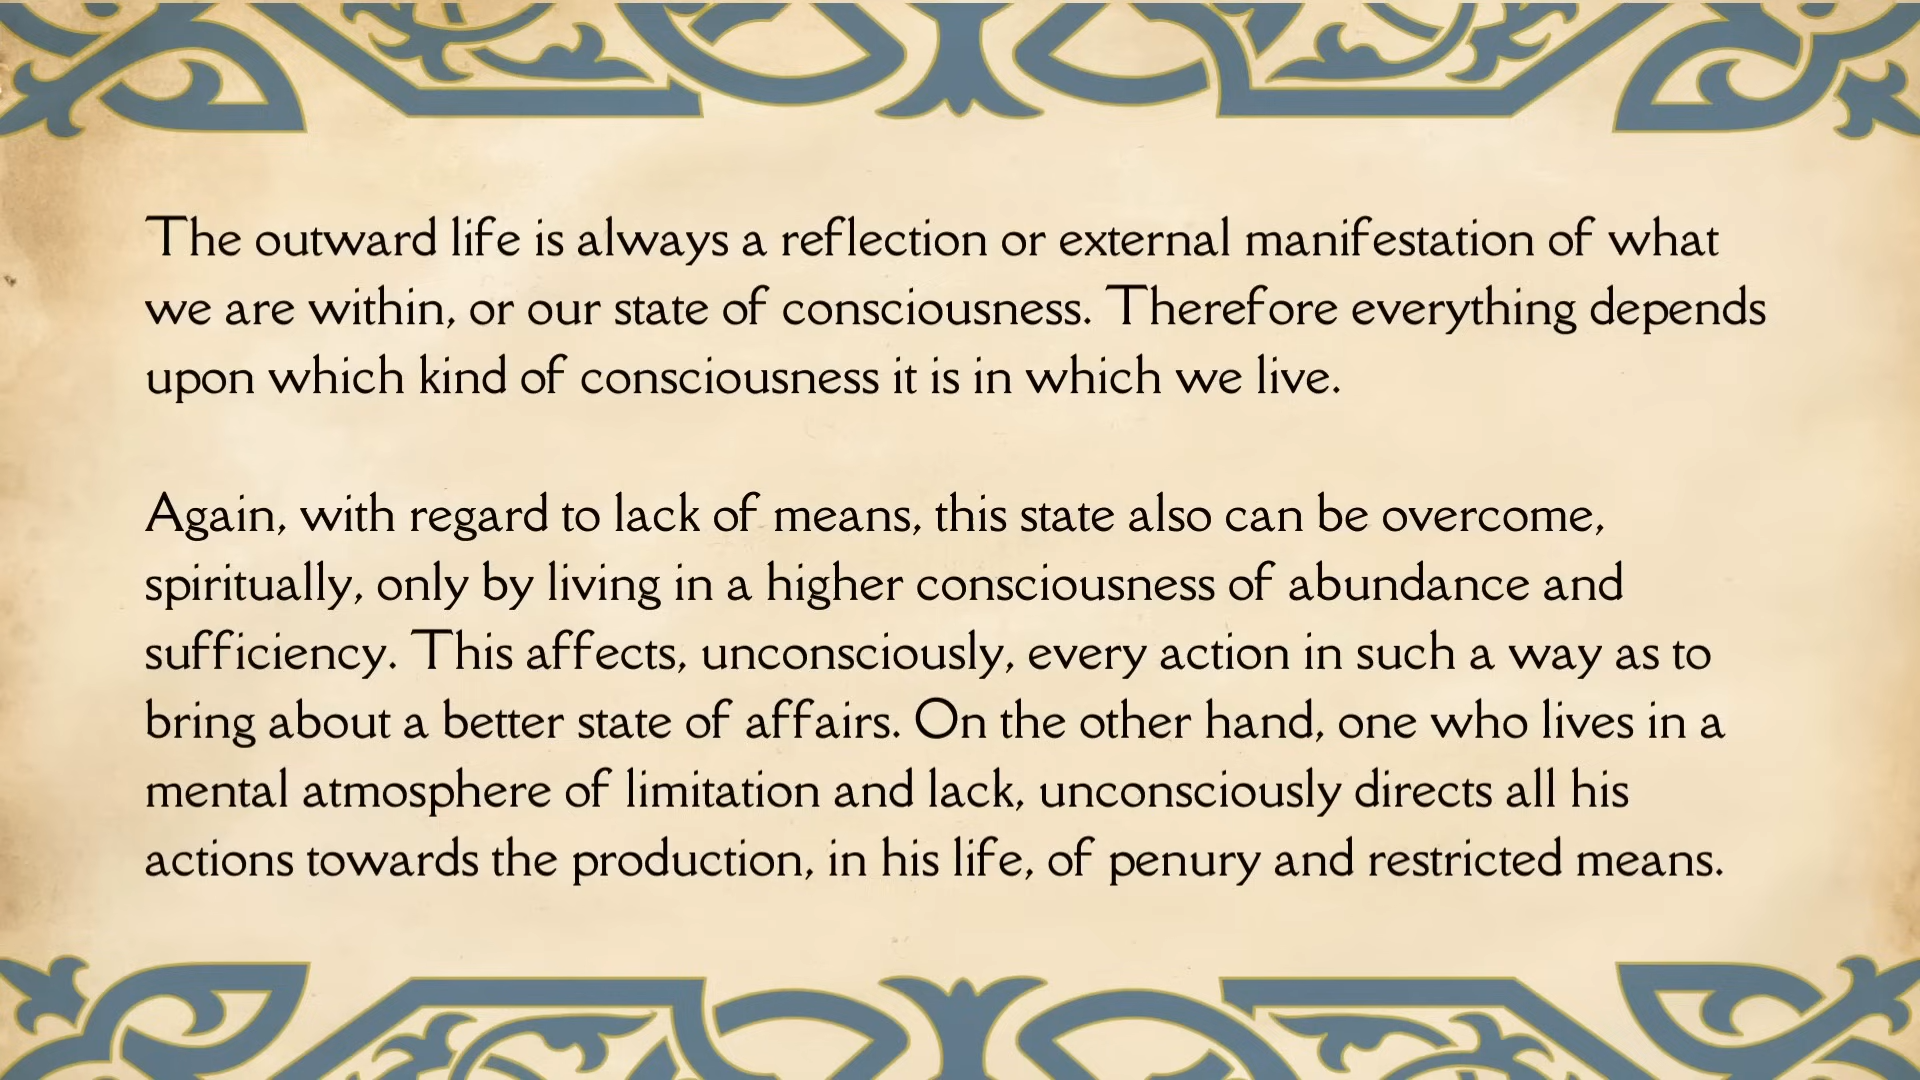 The outward life is always a reflection or external manifestation of what
we are within, or our state of consciousness. Therefore everything depends
upon which kind of consciousness it is in which we live.
Again, with regard to lack of means, this state also can be overcome,
spiritually, only by living in a higher consciousness of abundance and
sufficiency. This affects, unconsciously, every action in such a way as to
bring about a better state of affairs. On the other hand, one who lives in a
mental atmosphere of limitation and lack, unconsciously directs all his
actions towards the production, in his life, of penury and restricted means.